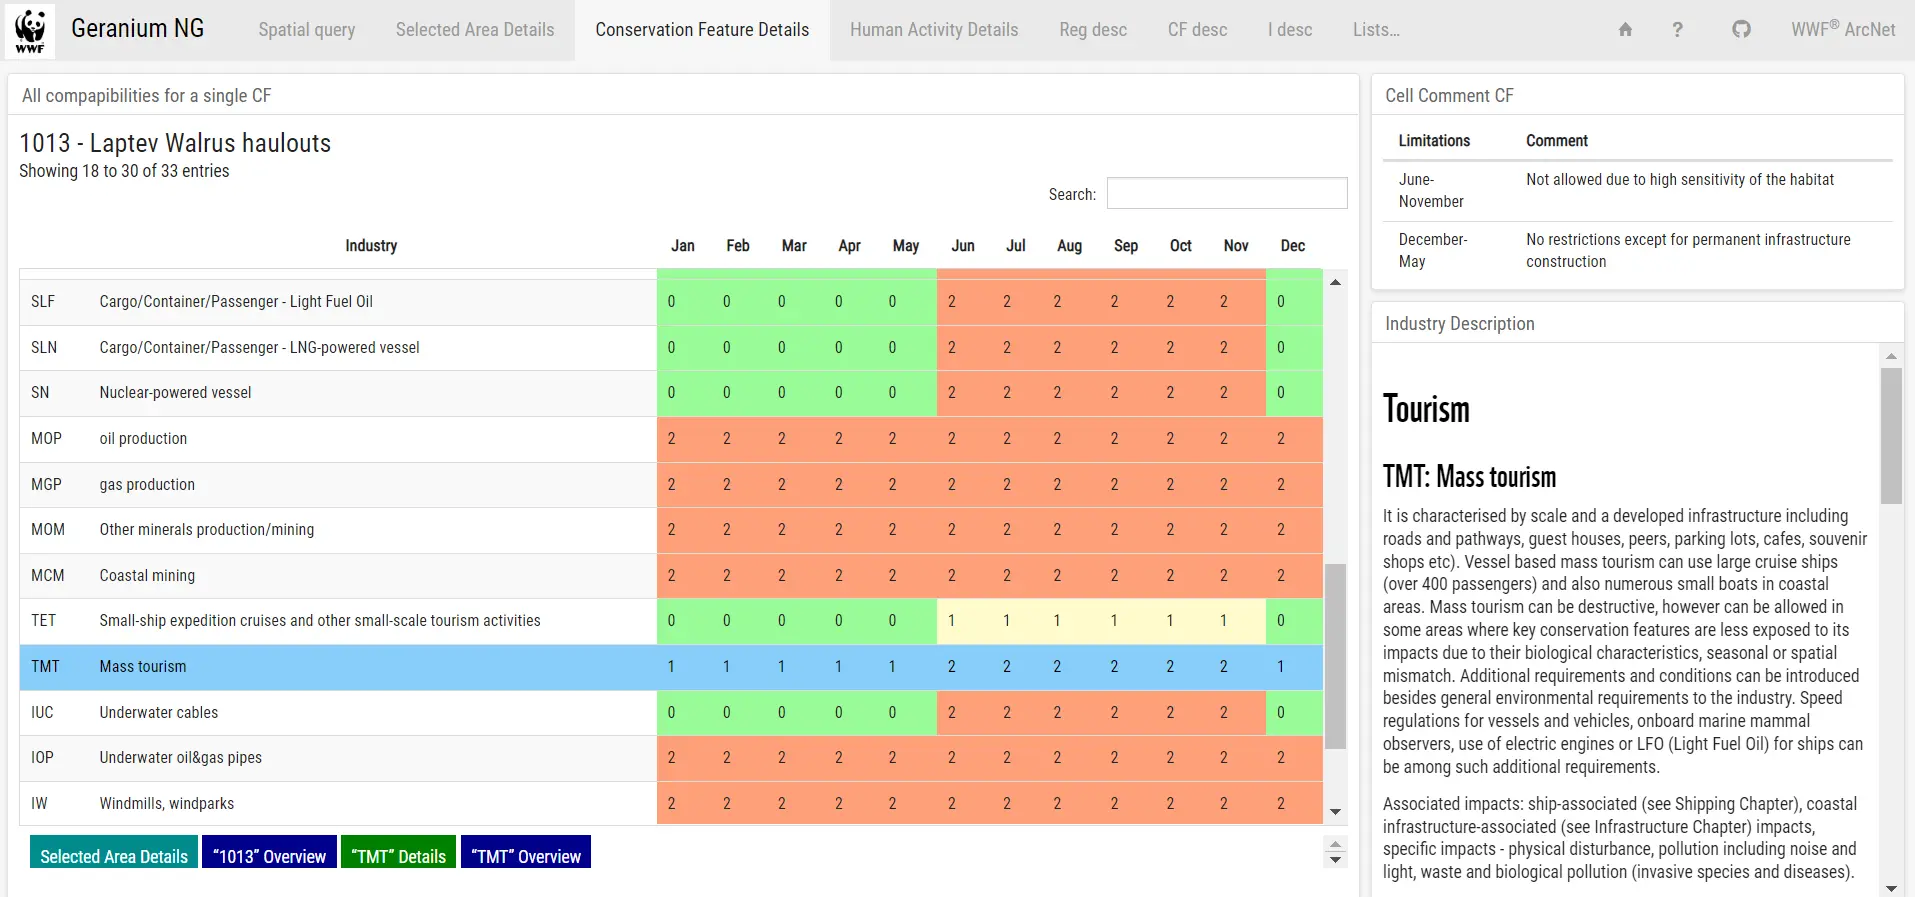 WWF
Geranium NG
Spatial query
Selected Area Details
Conservation Feature Details
Human Activity Details
Reg desc
CF desc
I desc
Lists...
?
WWF® ArcNet
All compapibilities for a single CF
1013 - Laptev Walrus haulouts
Showing 18 to 30 of 33 entries
Search:
Industry Jan Feb Mar Apr May Jun Jul Aug Sep Oct Nov Dec
SLF Cargo/Container/Passenger - Light Fuel Oil 0 0 0 0 0 2 2 2 2 2 2 0
SLN Cargo/Container/Passenger - LNG-powered vessel 0 0 0 0 0 2 2 2 2 2 2 0
SN Nuclear-powered vessel 0 0 0 0 0 2 2 2 2 2 2 0
MOP oil production 2 2 2 2 2 2 2 2 2 2 2 2
MGP gas production 2 2 2 2 2 2 2 2 2 2 2 2
MOM Other minerals production/mining 2 2 2 2 2 2 2 2 2 2 2 2
MCM Coastal mining 2 2 2 2 2 2 2 2 2 2 2 2
TET Small-ship expedition cruises and other small-scale tourism activities 0 0 0 0 0 1 1 1 1 1 1 0
TMT Mass tourism 1 1 1 1 1 2 2 2 2 2 2 1
IUC Underwater cables 0 0 0 0 0 2 2 2 2 2 2 0
IOP Underwater oil&gas pipes 2 2 2 2 2 2 2 2 2 2 2 2
IW Windmills, windparks 2 2 2 2 2 2 2 2 2 2 2 2
Selected Area Details
“1013” Overview
“TMT” Details
“TMT” Overview
Cell Comment CF
Limitations Comment
June- Not allowed due to high sensitivity of the habitat
November
December- No restrictions except for permanent infrastructure
May construction
Industry Description
Tourism
TMT: Mass tourism
It is characterised by scale and a developed infrastructure including
roads and pathways, guest houses, peers, parking lots, cafes, souvenir
shops etc). Vessel based mass tourism can use large cruise ships
(over 400 passengers) and also numerous small boats in coastal
areas. Mass tourism can be destructive, however can be allowed in
some areas where key conservation features are less exposed to its
impacts due to their biological characteristics, seasonal or spatial
mismatch. Additional requirements and conditions can be introduced
besides general environmental requirements to the industry. Speed
regulations for vessels and vehicles, onboard marine mammal
observers, use of electric engines or LFO (Light Fuel Oil) for ships can
be among such additional requirements.
Associated impacts: ship-associated (see Shipping Chapter), coastal
infrastructure-associated (see Infrastructure Chapter) impacts,
specific impacts - physical disturbance, pollution including noise and
light, waste and biological pollution (invasive species and diseases).